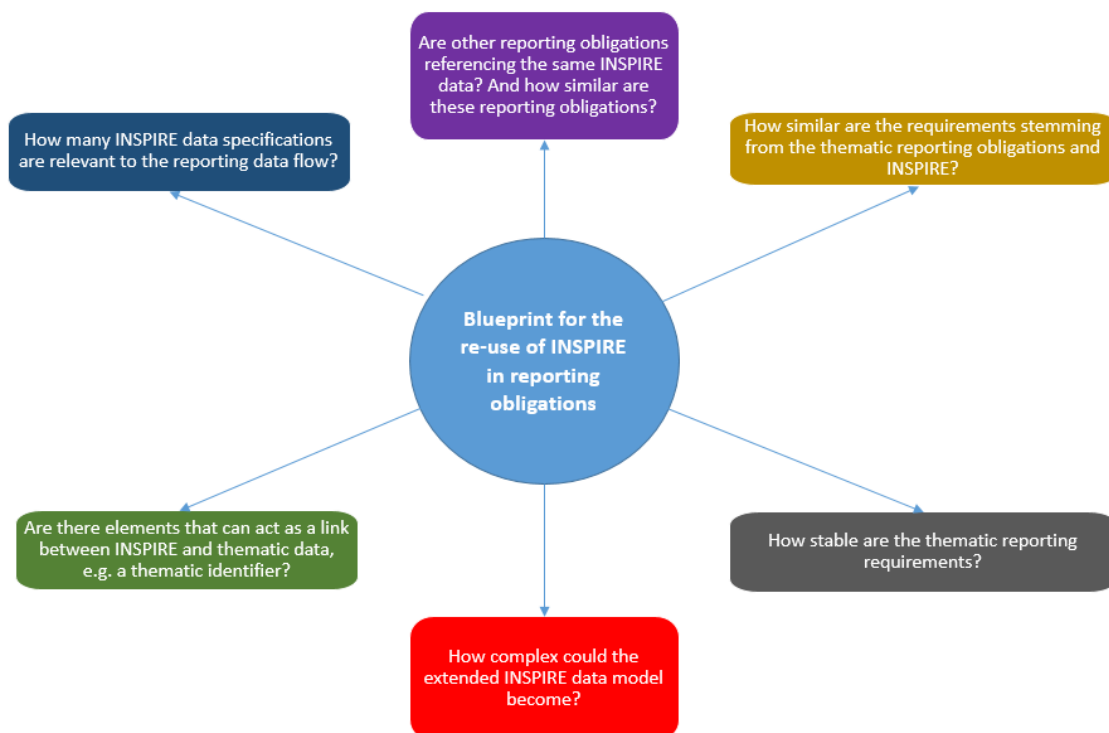 Are other reporting obligations
referencing the same INSPIRE
data? And how similar are
these reporting obligations?
How many INSPIRE data specifications
are relevant to the reporting data flow?
How similar are the requirements stemming
from the thematic reporting obligations and
INSPIRE?
Blueprint for the
re-use of INSPIRE
in reporting
obligations
Are there elements that can act as a link
between INSPIRE and thematic data,
e.g. a thematic identifier?
How stable are the thematic reporting
requirements?
How complex could the
extended INSPIRE data model
become?